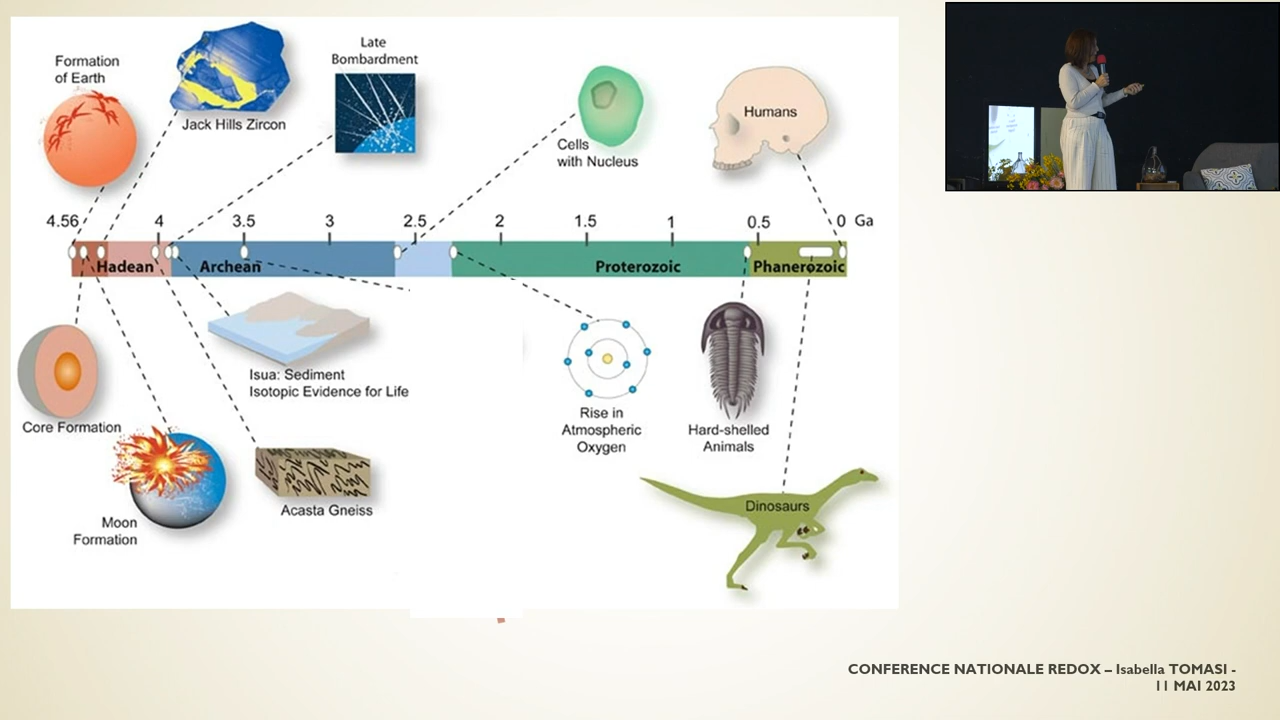 Formation
of Earth
Jack Hills Zircon
Late
Bombardment
Cells
with Nucleus
Humans
4.56 4 3.5 3 2.5 2 1.5 1 0.5 0 Ga
Hadean Archean Proterozoic Phanerozoic
Core Formation
Isua: Sediment
Isotopic Evidence for Life
Moon
Formation
Acasta Gneiss
Rise in
Atmospheric
Oxygen
Hard-shelled
Animals
Dinosaurs
CONFERENCE NATIONALE REDOX – Isabella TOMASI -
11 MAI 2023